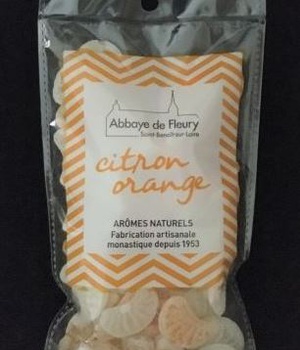 Abbaye de Fleury
Saint-Benoît-sur-Loire
citron
orange
ARÔMES NATURELS
Fabrication artisanale
monastique depuis 1953